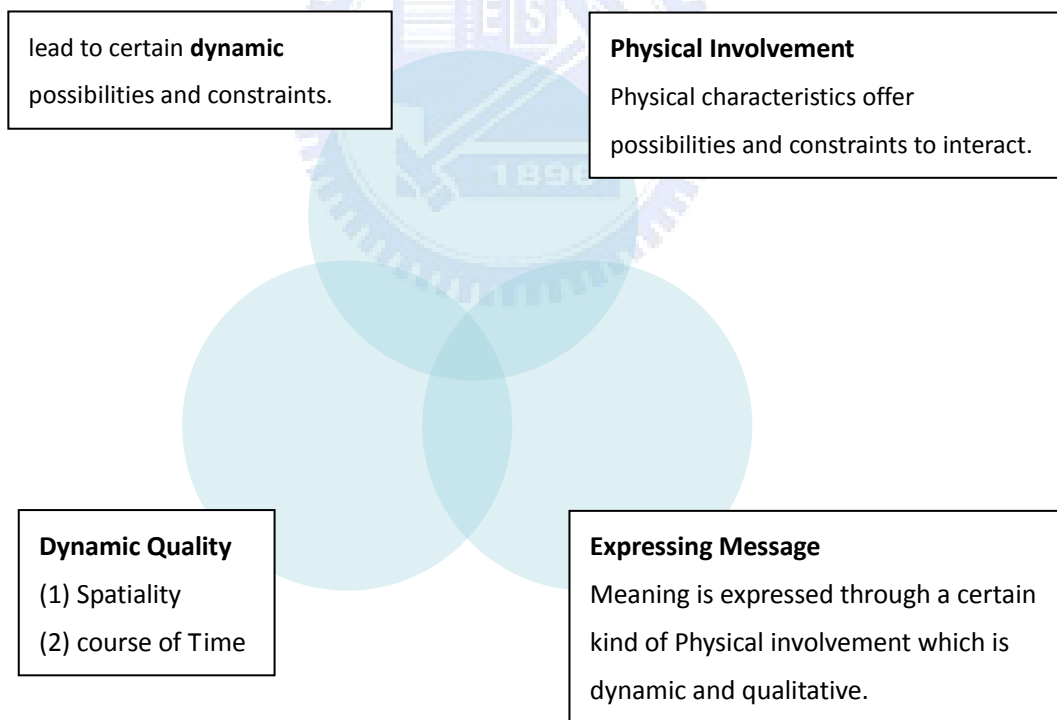 lead to certain dynamic
possibilities and constraints.
Physical Involvement
Physical characteristics offer
possibilities and constraints to interact.
ES
1896
Dynamic Quality
(1) Spatiality
(2) course of Time
Expressing Message
Meaning is expressed through a certain
kind of Physical involvement which is
dynamic and qualitative.